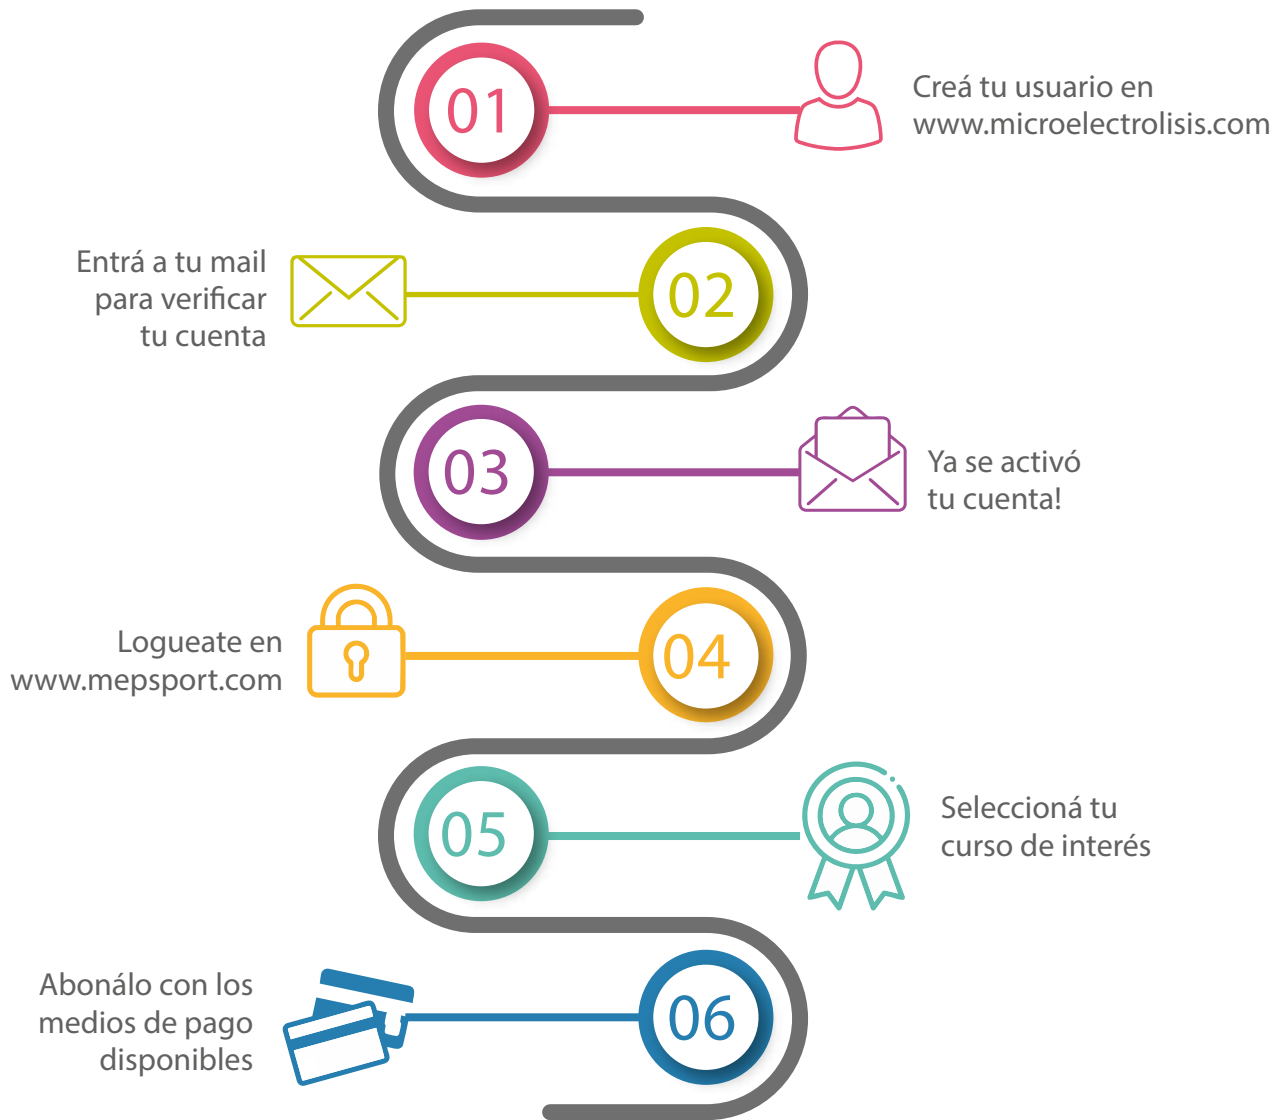 01
Creá tu usuario en
www.microelectrolisis.com
Entrá a tu mail
para verificar
tu cuenta
02
03
Ya se activó
tu cuenta!
Logueate en
www.mepsport.com
04
05
Seleccioná tu
curso de interés
Abonálo con los
medios de pago
disponibles
06